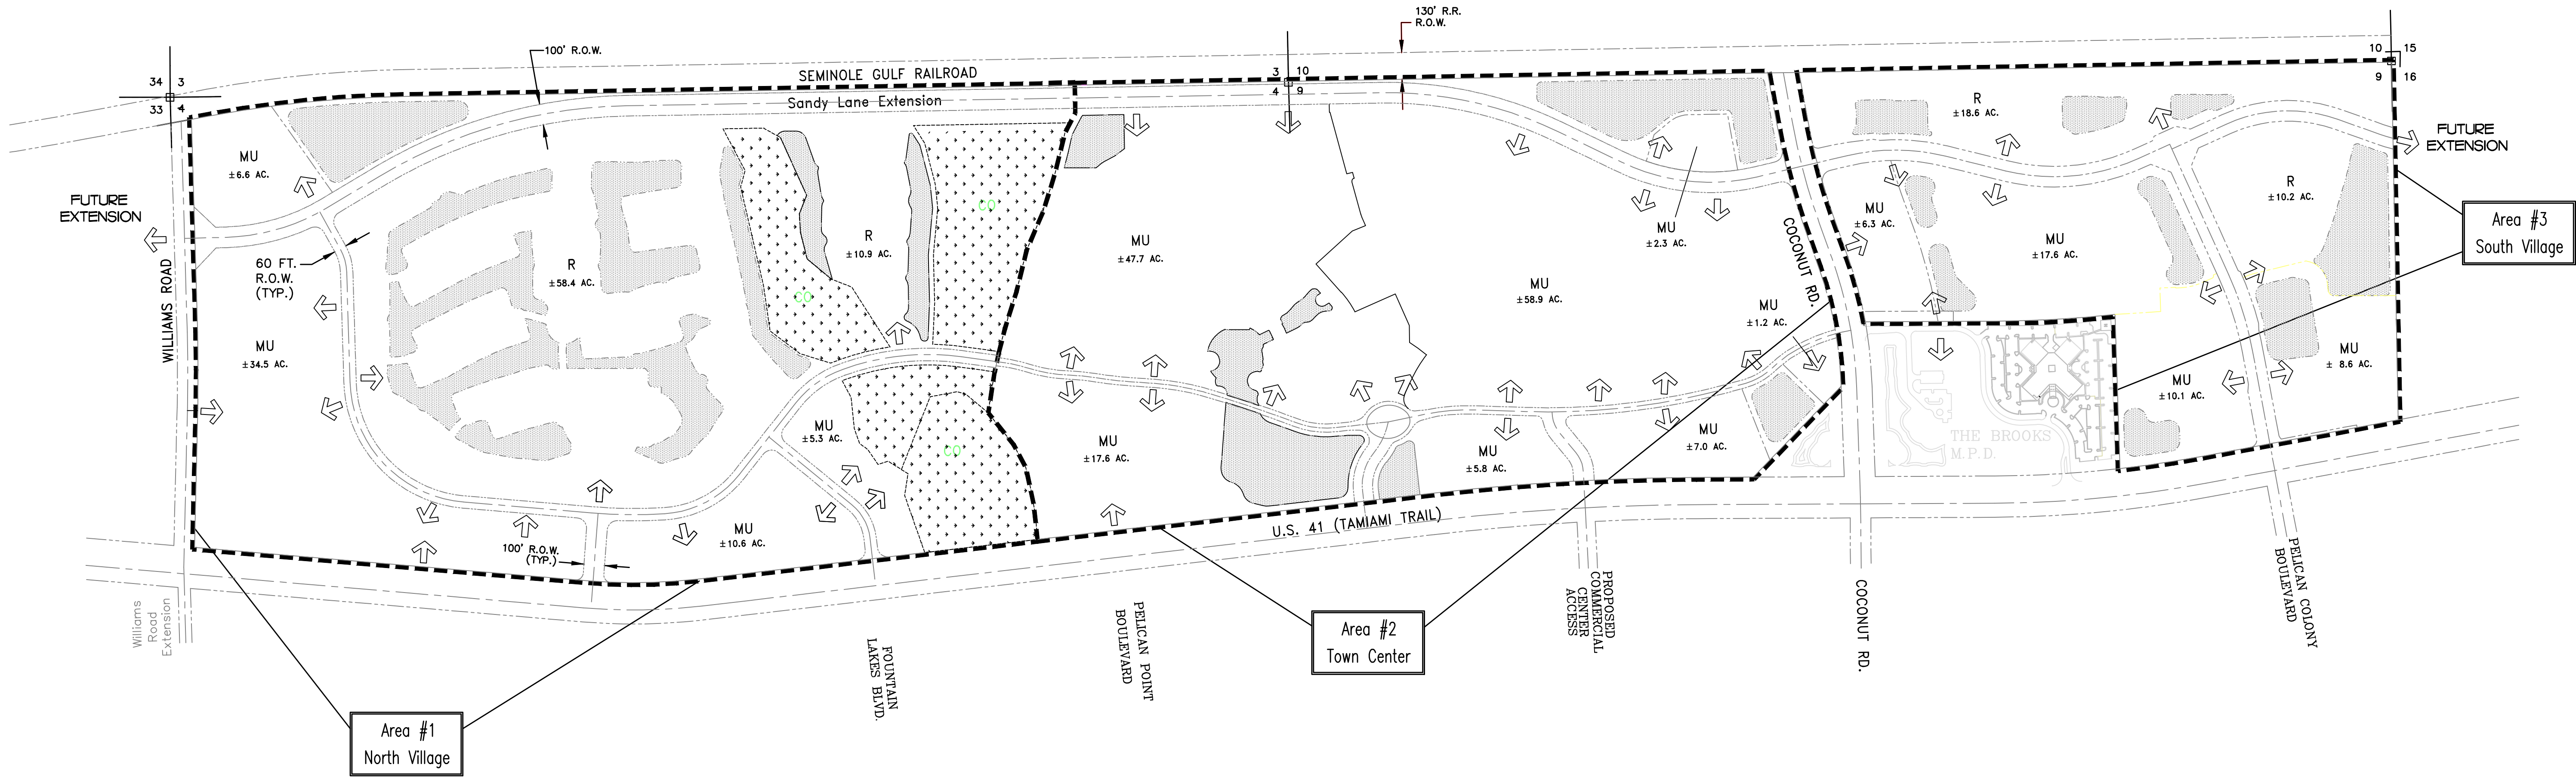 130' R.R.
R.O.W.
100' R.O.W.
34 3
33 4
SEMINOLE GULF RAILROAD
Sandy Lane Extension
3 10
4 9
10 15
9 16
MU
±6.6 AC.
FUTURE
EXTENSION
WILLIAMS ROAD
60 FT.
R.O.W.
(TYP.)
R
±58.4 AC.
MU
±34.5 AC.
R
±10.9 AC.
CO
CO
CO
MU
±5.3 AC.
MU
±10.6 AC.
100' R.O.W.
(TYP.)
MU
±47.7 AC.
MU
±17.6 AC.
MU
±58.9 AC.
MU
±2.3 AC.
MU
±1.2 AC.
MU
±5.8 AC.
MU
±7.0 AC.
COCONUT RD.
R
±18.6 AC.
MU
±6.3 AC.
MU
±17.6 AC.
R
±10.2 AC.
FUTURE
EXTENSION
Area #3
South Village
MU
±10.1 AC.
MU
± 8.6 AC.
THE BROOKS
M.P.D.
U.S. 41 (TAMIAMI TRAIL)
Williams
Road
Extension
FOUNTAIN
LAKES BLVD.
PELICAN POINT
BOULEVARD
PROPOSED
COMMERCIAL
CENTER
ACCESS
COCONUT RD.
PELICAN COLONY
BOULEVARD
Area #2
Town Center
Area #1
North Village